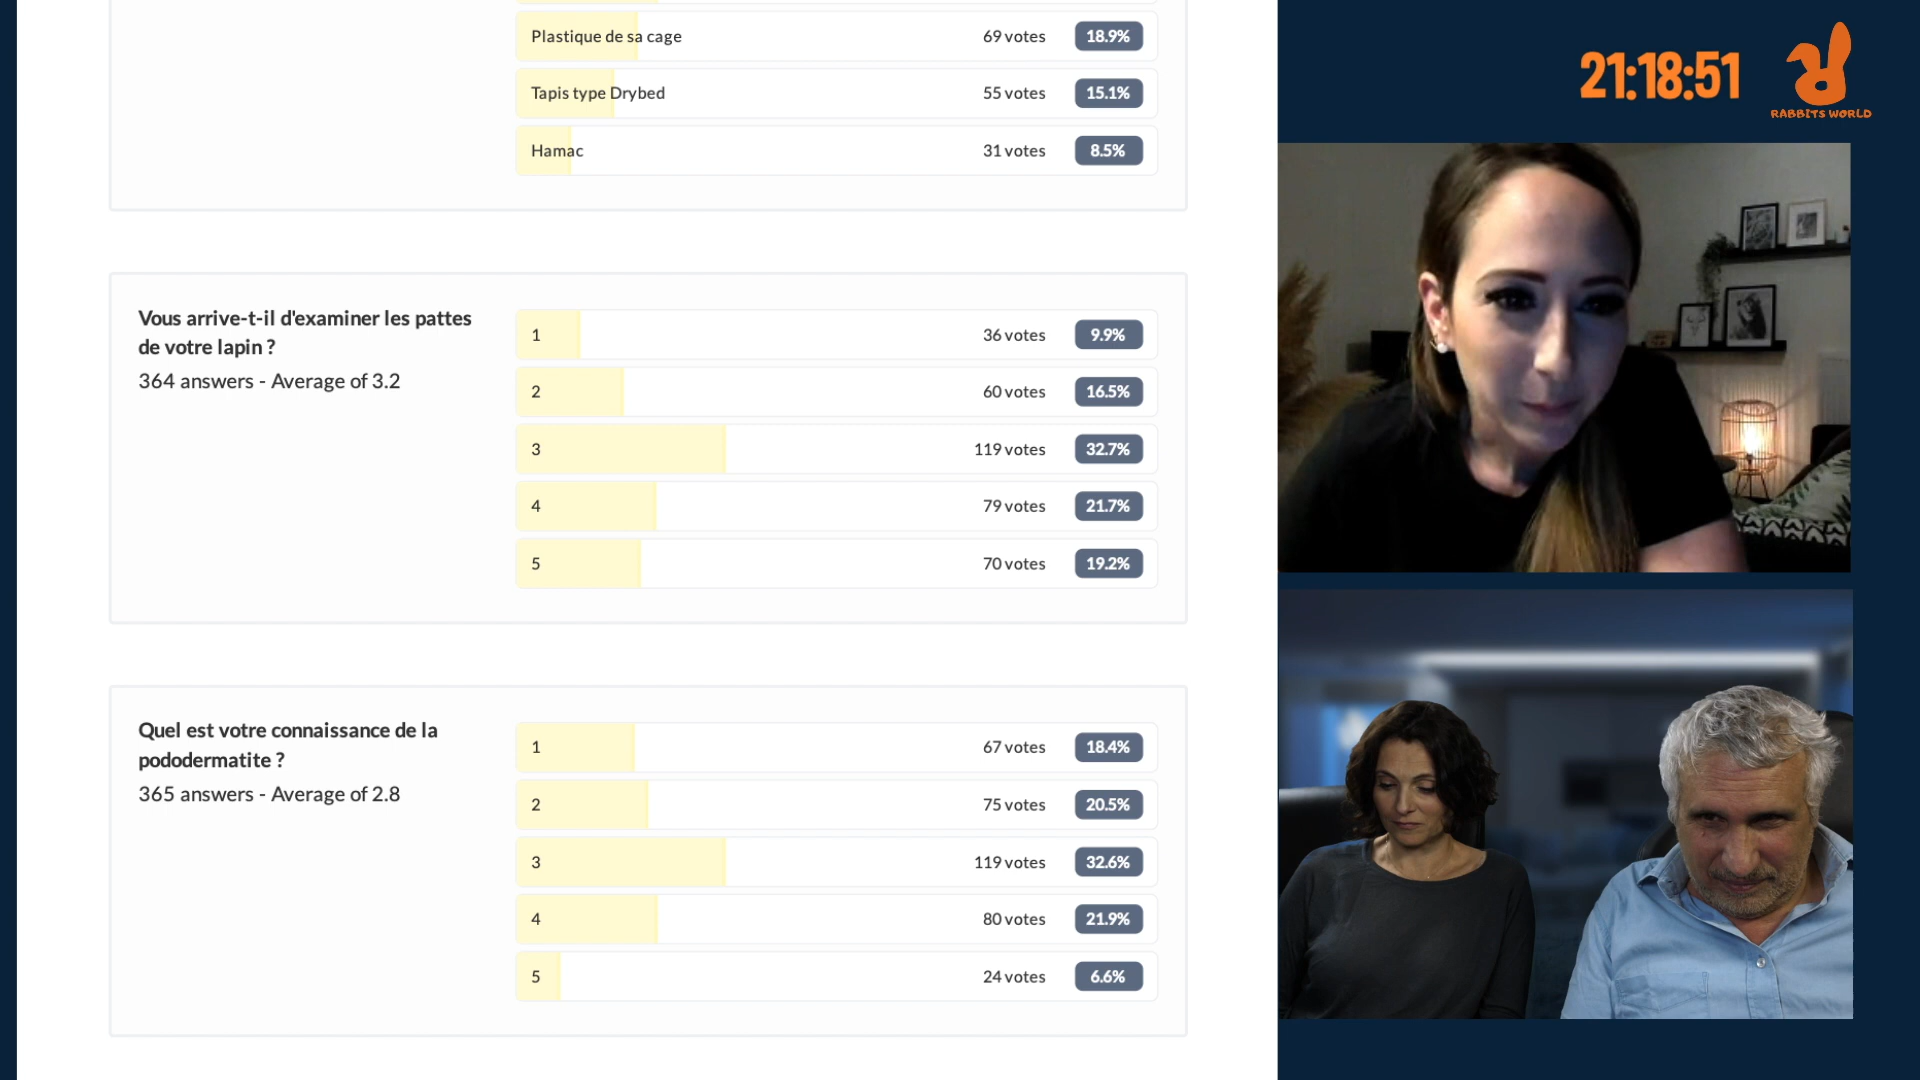 Plastique de sa cage 69 votes 18.9%
Tapis type Drybed 55 votes 15.1%
Hamac 31 votes 8.5%
Vous arrive-t-il d'examiner les pattes
de votre lapin ?
364 answers - Average of 3.2
1 36 votes 9.9%
2 60 votes 16.5%
3 119 votes 32.7%
4 79 votes 21.7%
5 70 votes 19.2%
Quel est votre connaissance de la
pododermatite ?
365 answers - Average of 2.8
1 67 votes 18.4%
2 75 votes 20.5%
3 119 votes 32.6%
4 80 votes 21.9%
5 24 votes 6.6%
21:18:51
RABBITS WORLD